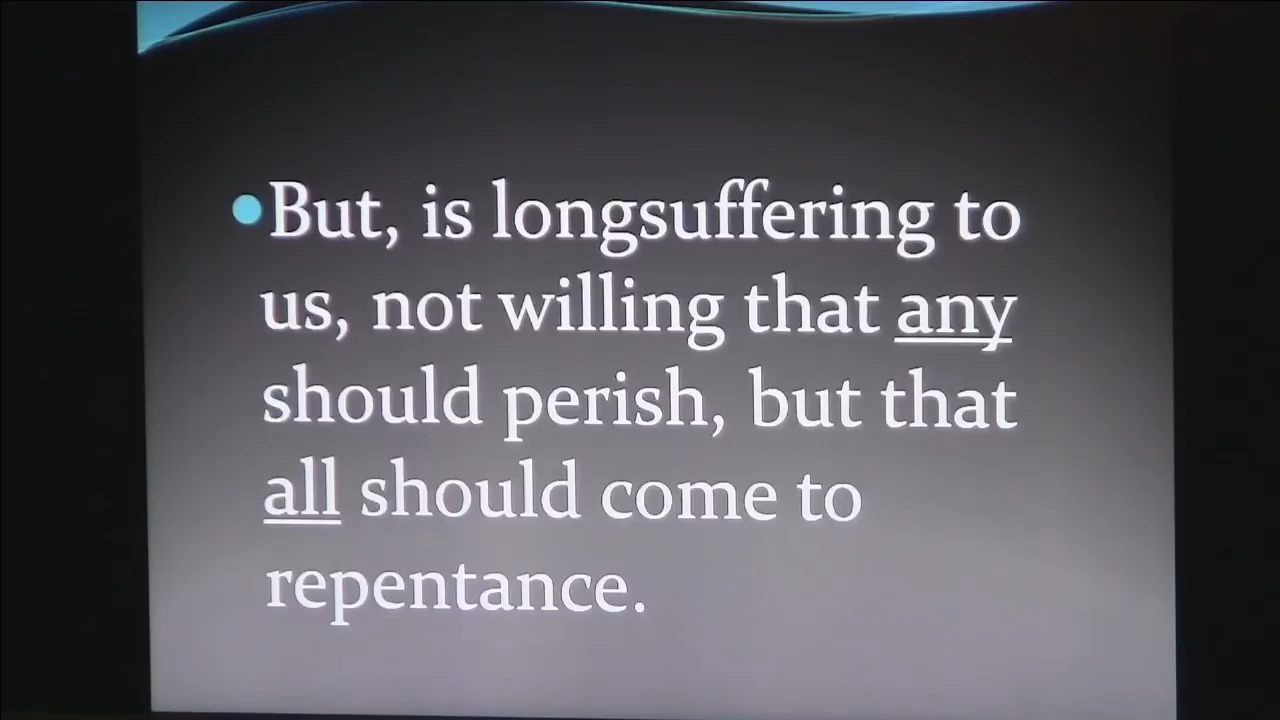 But, is longsuffering to
us, not willing that any
should perish, but that
all should come to
repentance.